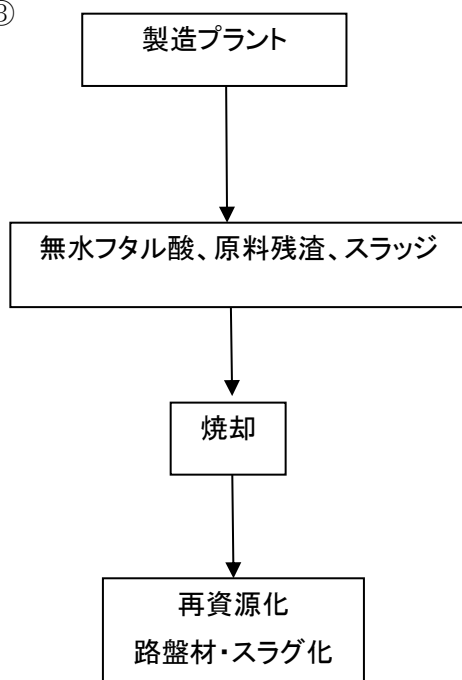 ③
製造プラント
無水フタル酸、原料残渣、スラッジ
焼却
再資源化
路盤材・スラグ化